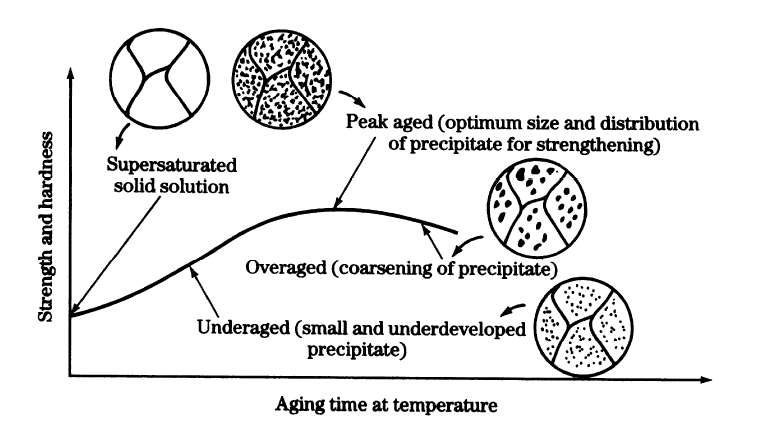 Peak aged (optimum size and distribution
of precipitate for strengthening)
Supersaturated
solid solution
Strength and hardness
Overaged (coarsening of precipitate)
Underaged (small and underdeveloped
precipitate)
Aging time at temperature